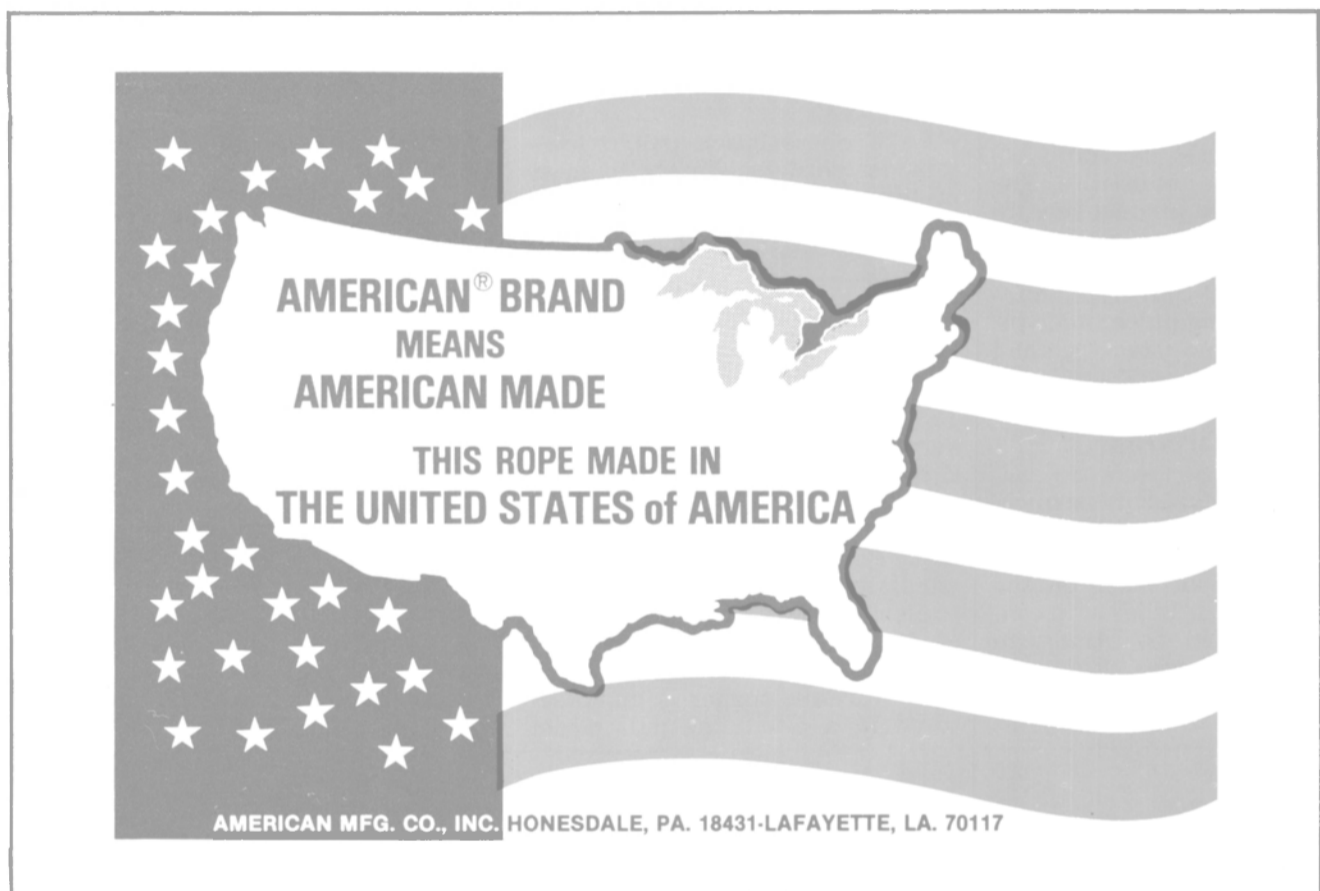 AMERICAN® BRAND
MEANS
AMERICAN MADE
THIS ROPE MADE IN
THE UNITED STATES of AMERICA
AMERICAN MFG. CO., INC. HONESDALE, PA. 18431-LAFAYETTE, LA. 70117